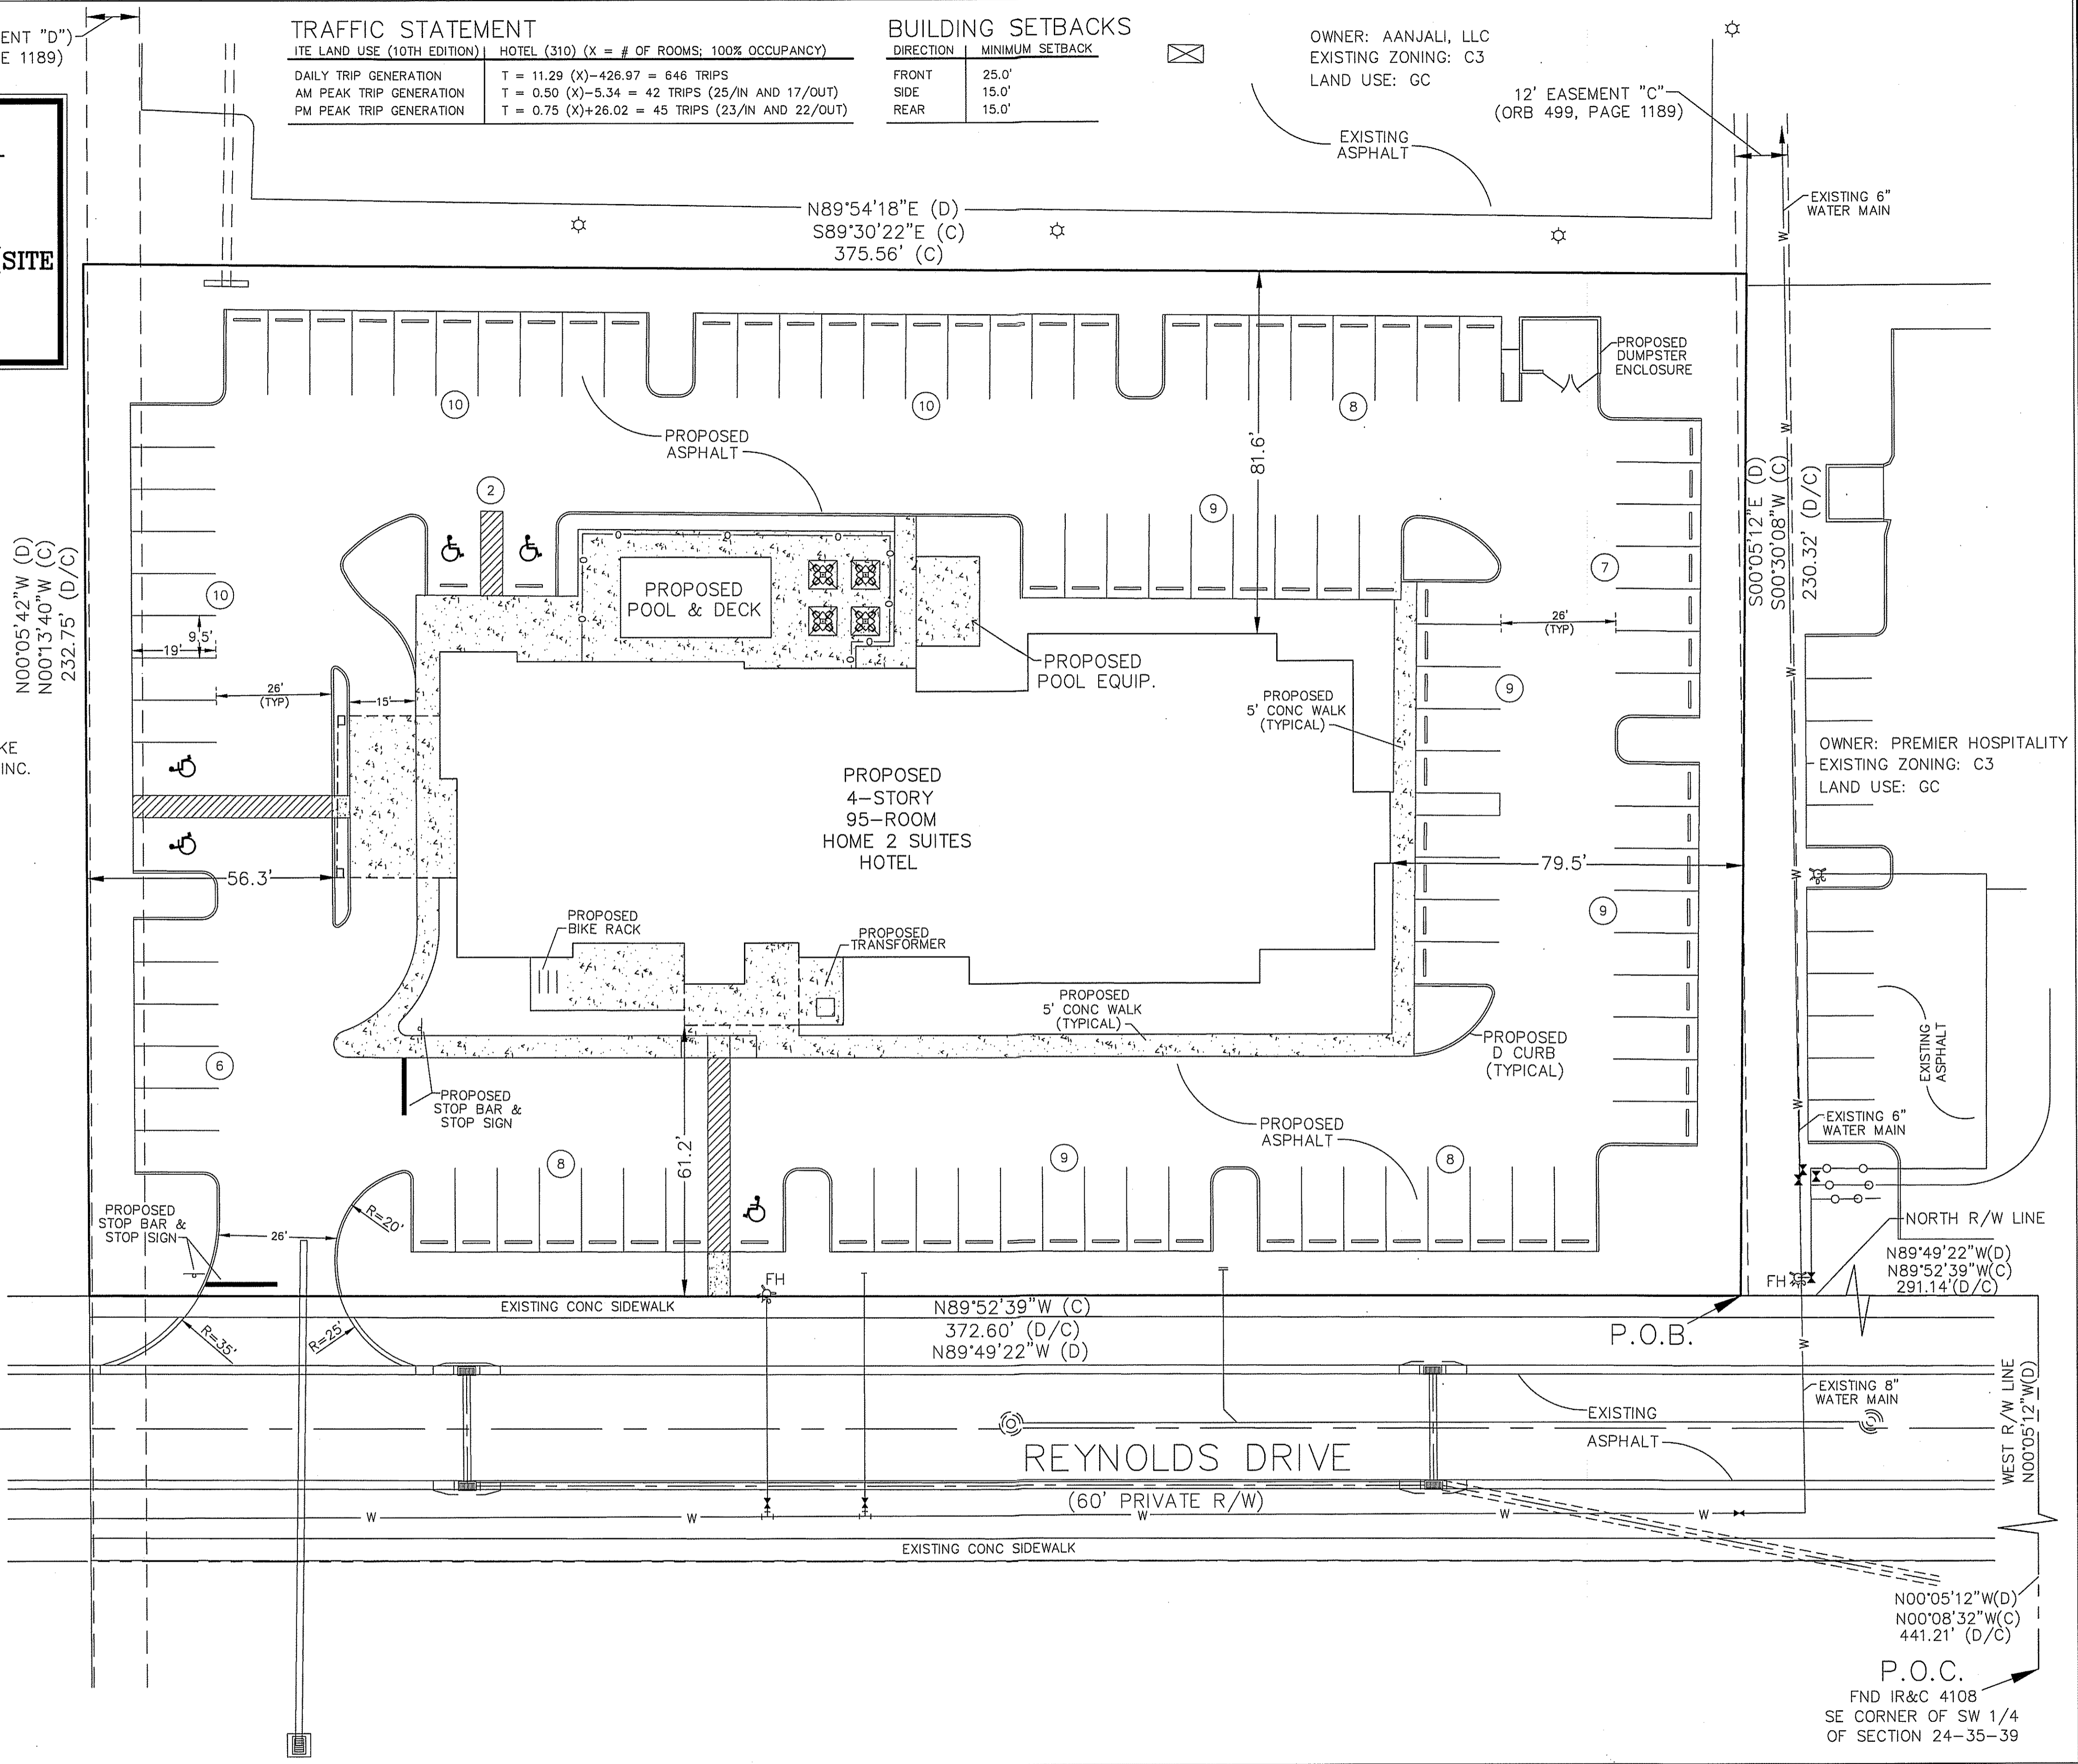 ENT "D")
E 1189)
SITE
TRAFFIC STATEMENT
ITE LAND USE (10TH EDITION) HOTEL (310) (X = # OF ROOMS; 100% OCCUPANCY)
DAILY TRIP GENERATION T = 11.29 (X)-426.97 = 646 TRIPS
AM PEAK TRIP GENERATION T = 0.50 (X)-5.34 = 42 TRIPS (25/IN AND 17/OUT)
PM PEAK TRIP GENERATION T = 0.75 (X)+26.02 = 45 TRIPS (23/IN AND 22/OUT)
BUILDING SETBACKS
DIRECTION MINIMUM SETBACK
FRONT 25.0'
SIDE 15.0'
REAR 15.0'
OWNER: AANJALI, LLC
EXISTING ZONING: C3
LAND USE: GC
12' EASEMENT "C"
(ORB 499, PAGE 1189)
EXISTING
ASPHALT
EXISTING 6"
WATER MAIN
N89°54'18"E (D)
S89°30'22"E (C)
375.56' (C)
W
PROPOSED
DUMPSTER
ENCLOSURE
10
10
8
PROPOSED
ASPHALT
81.6'
W
2
9
7
S00°05'12"E (D)
S00°30'08"W (C)
230.32' (D/C)
N00°05'42"W (D)
N00°13'40"W (C)
232.75' (D/C)
10
9.5'
19'
26'
(TYP)
15'
PROPOSED
POOL & DECK
PROPOSED
POOL EQUIP.
26'
(TYP)
W
9
PROPOSED
5' CONC WALK
(TYPICAL)
KE
INC.
OWNER: PREMIER HOSPITALITY
EXISTING ZONING: C3
LAND USE: GC
PROPOSED
4-STORY
95-ROOM
HOME 2 SUITES
HOTEL
56.3'
79.5'
W
9
PROPOSED
BIKE RACK
PROPOSED
TRANSFORMER
PROPOSED
5' CONC WALK
(TYPICAL)
PROPOSED
D CURB
(TYPICAL)
EXISTING
ASPHALT
6
PROPOSED
STOP BAR &
STOP SIGN
61.2'
PROPOSED
ASPHALT
W
EXISTING 6"
WATER MAIN
8
9
8
PROPOSED
STOP BAR &
STOP SIGN
26'
R=20'
NORTH R/W LINE
N89°49'22"W(D)
N89°52'39"W(C)
291.14'(D/C)
FH
FH
EXISTING CONC SIDEWALK
N89°52'39"W (C)
372.60' (D/C)
N89°49'22"W (D)
R=35'
R=25'
P.O.B.
W
WEST R/W LINE
N00°05'12"W(D)
EXISTING 8"
WATER MAIN
EXISTING
ASPHALT
REYNOLDS DRIVE
(60' PRIVATE R/W)
W W W W W
EXISTING CONC SIDEWALK
N00°05'12"W(D)
N00°08'32"W(C)
441.21' (D/C)
P.O.C.
FND IR&C 4108
SE CORNER OF SW 1/4
OF SECTION 24-35-39